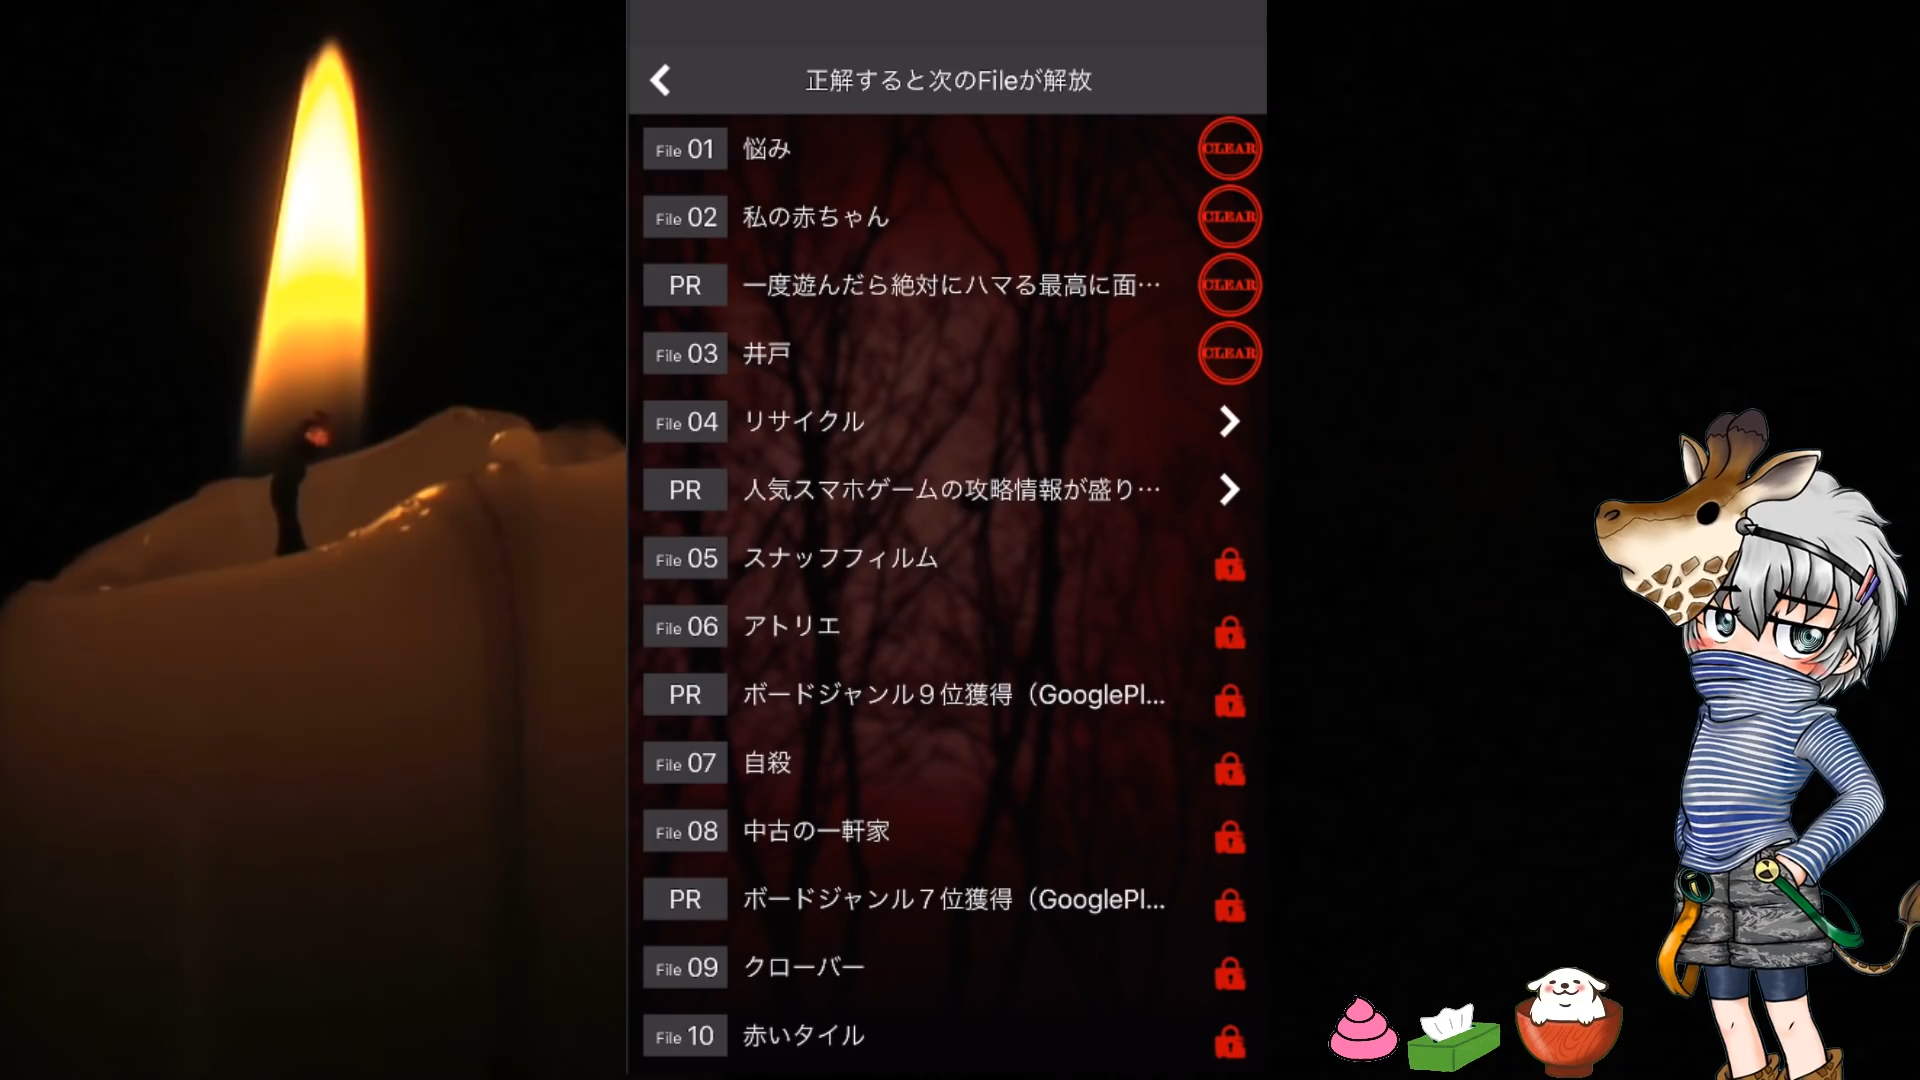 正解すると次のFileが解放
File 01 悩み CLEAR
File 02 私の赤ちゃん CLEAR
PR 一度遊んだら絶対にハマる最高に面… CLEAR
File 03 井戸 CLEAR
File 04 リサイクル
PR 人気スマホゲームの攻略情報が盛り…
File 05 スナッフフィルム
File 06 アトリエ
PR ボードジャンル９位獲得（GooglePl...
File 07 自殺
File 08 中古の一軒家
PR ボードジャンル７位獲得（GooglePl...
File 09 クローバー
File 10 赤いタイル